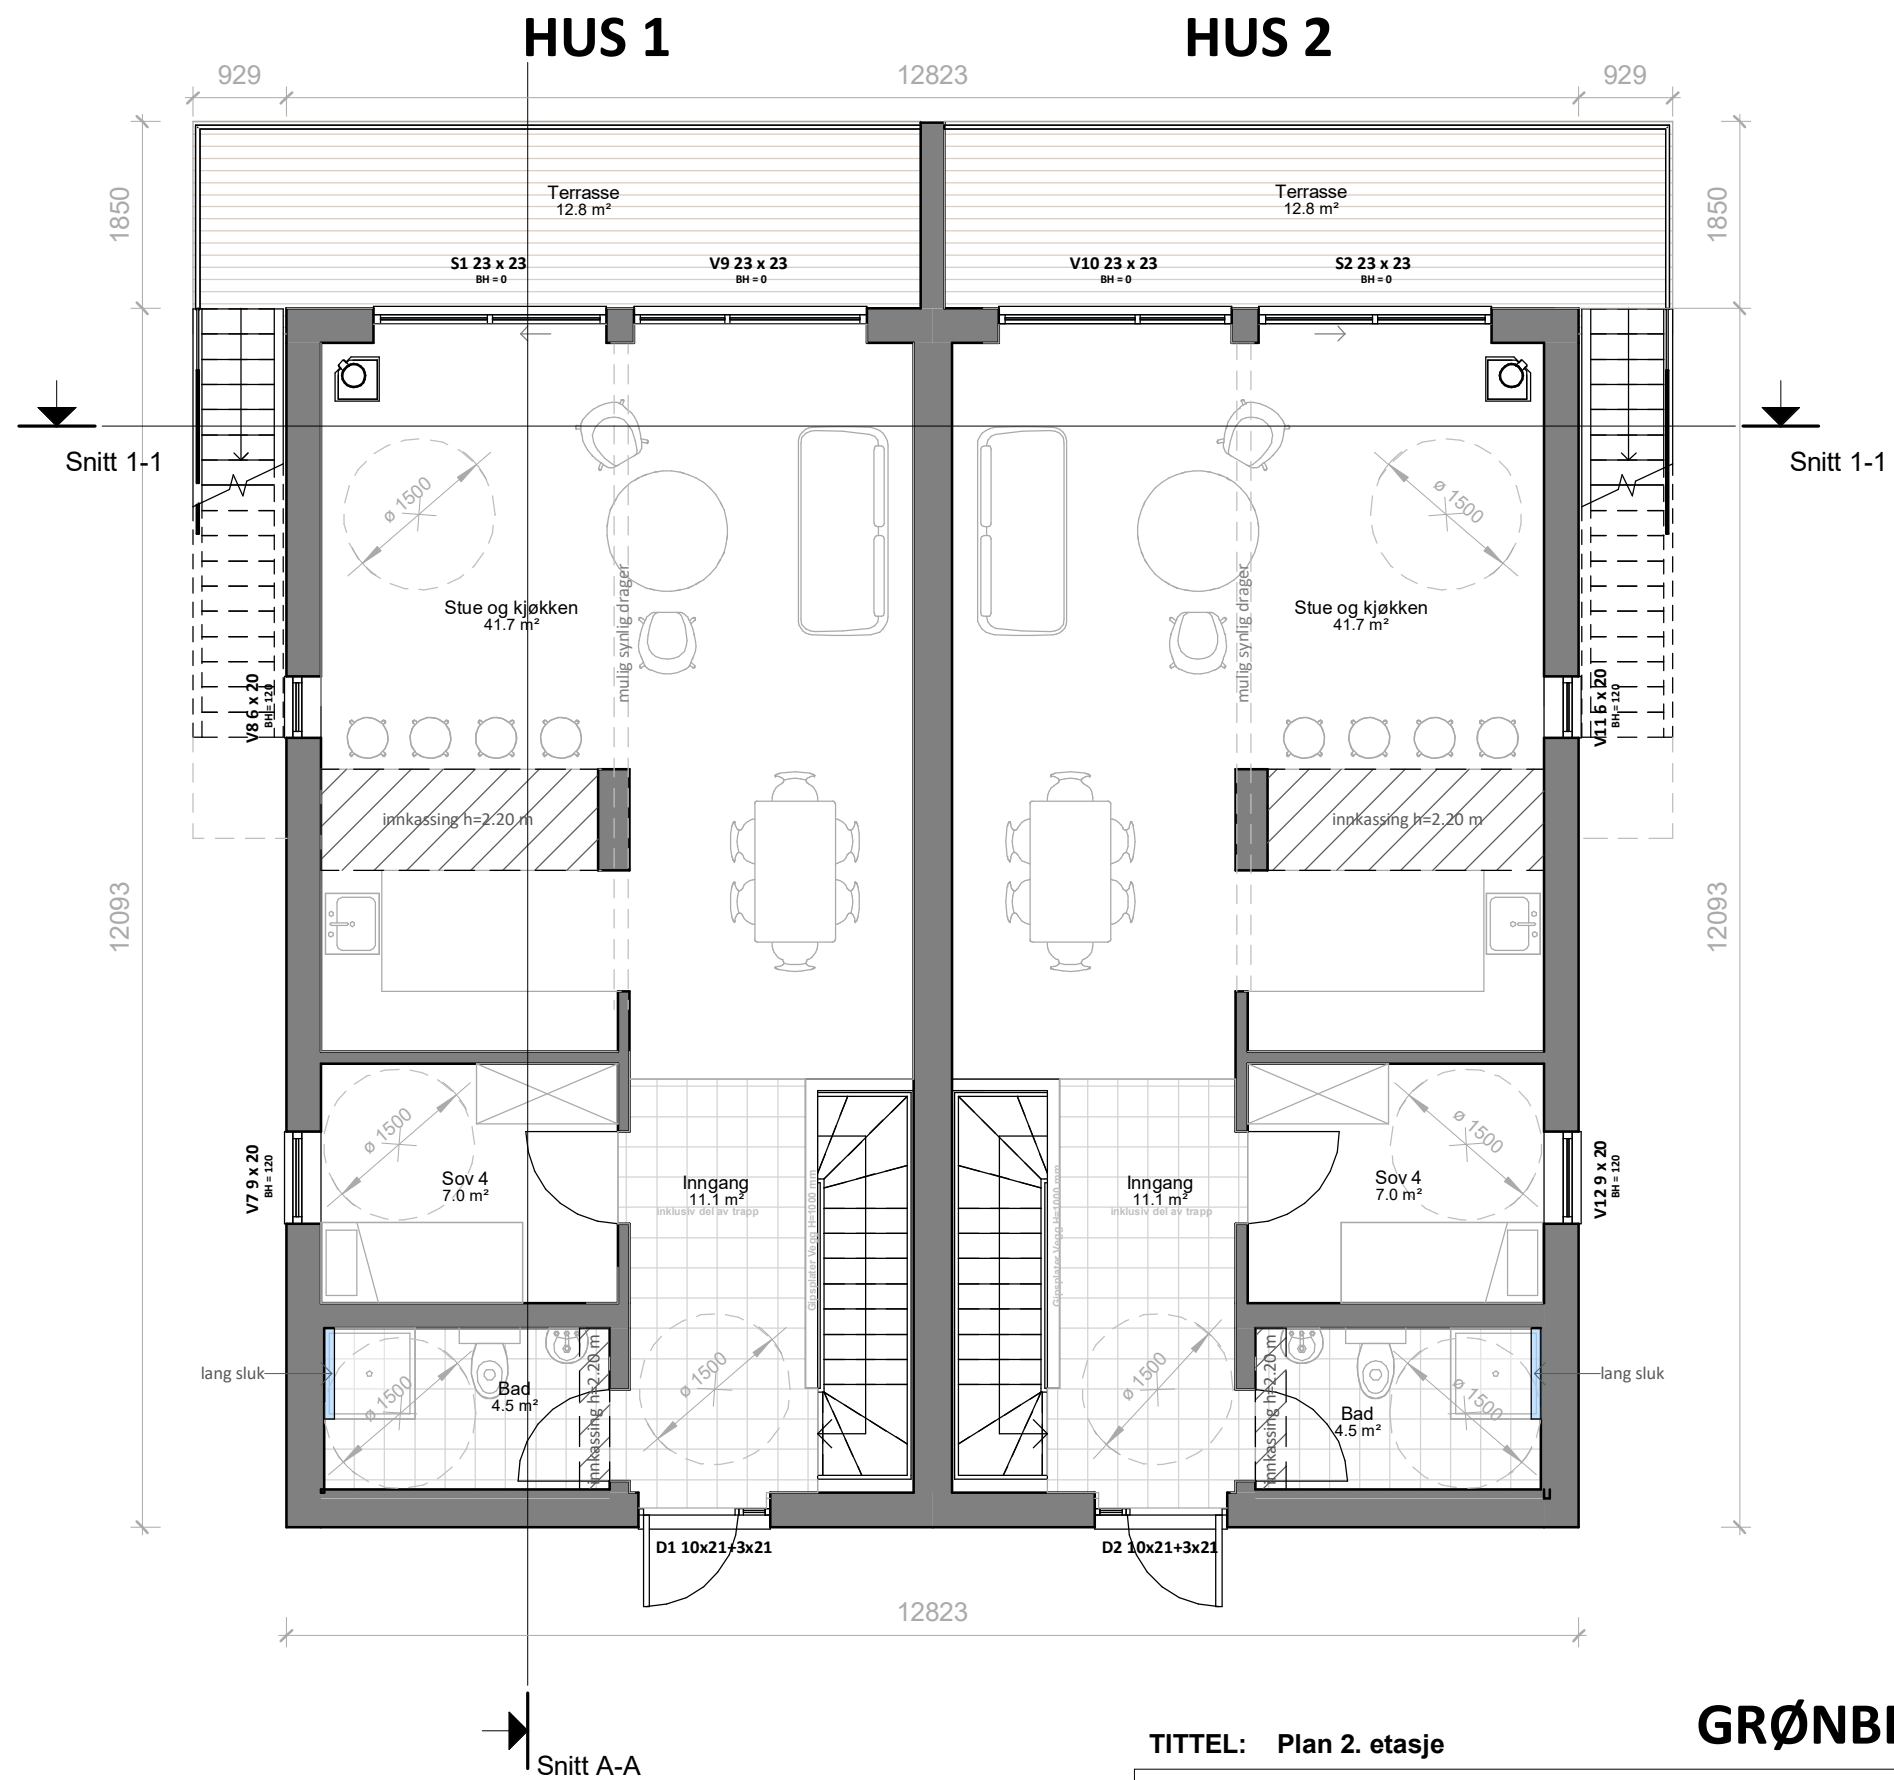 HUS 1
HUS 2
929
12823
929
1850
1850
Terrasse
12.8 m²
Terrasse
12.8 m²
S1 23 x 23
BH = 0
V9 23 x 23
BH = 0
V10 23 x 23
BH = 0
S2 23 x 23
BH = 0
Snitt 1-1
Snitt 1-1
ø 1500
ø 1500
Stue og kjøkken
41.7 m²
Stue og kjøkken
41.7 m²
mulig synlig drager
mulig synlig drager
V8 6 x 20
BH = 120
V11 6 x 20
BH = 120
innkassing h=2.20 m
innkassing h=2.20 m
12093
12093
ø 1500
ø 1500
V7 9 x 20
BH = 120
Sov 4
7.0 m²
Inngang
11.1 m²
inklusiv del av trapp
Gipsplater Vegg H=1000 mm
Gipsplater Vegg H=1000 mm
Inngang
11.1 m²
inklusiv del av trapp
Sov 4
7.0 m²
V12 9 x 20
BH = 120
lang sluk
ø 1500
Bad
4.5 m²
innkassing h=2.20 m
ø 1500
ø 1500
innkassing h=2.20 m
Bad
4.5 m²
ø 1500
lang sluk
D1 10x21+3x21
D2 10x21+3x21
12823
Snitt A-A
TITTEL: Plan 2. etasje